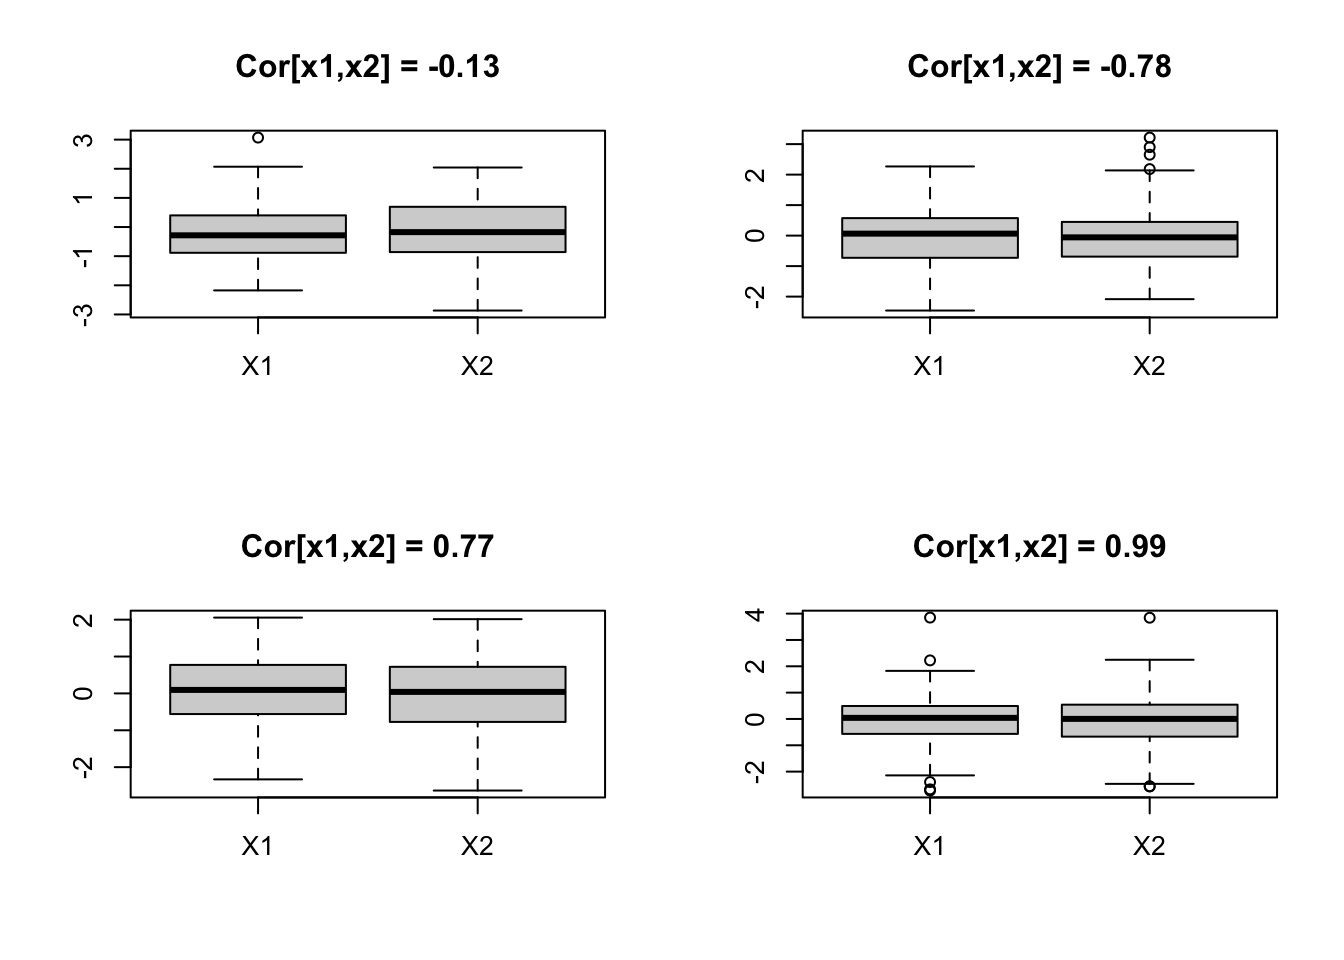 Cor[x1,x2] = -0.13
3
1
-1
-3
X1 X2
Cor[x1,x2] = -0.78
2
0
-2
X1 X2
Cor[x1,x2] = 0.77
2
0
-2
X1 X2
Cor[x1,x2] = 0.99
4
2
0
-2
X1 X2